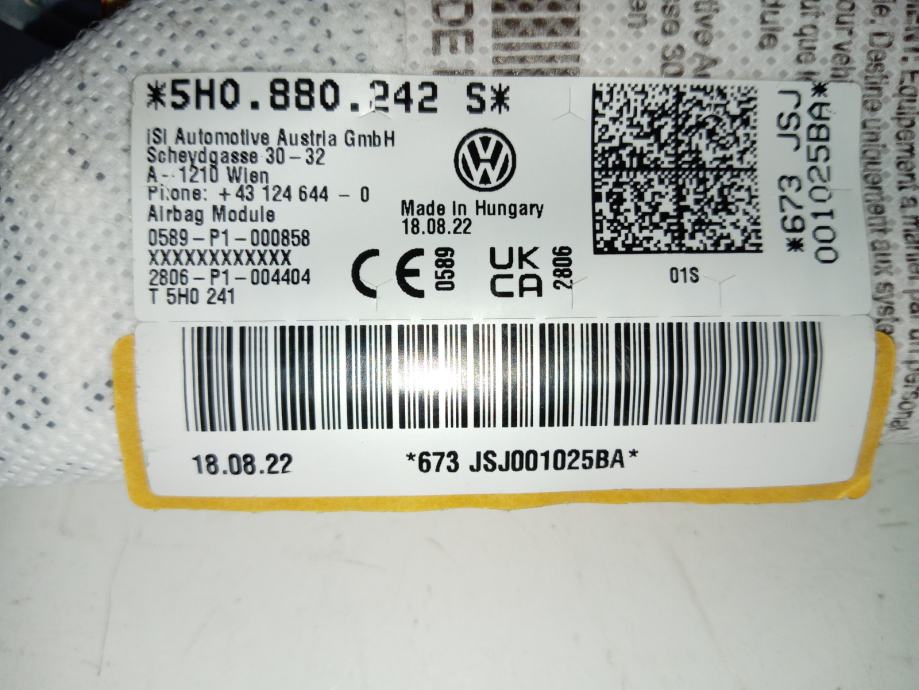 *5H0.880.242 S*
iSi Automotive Austria GmbH
Scheydgasse 30-32
A-1210 Wien
Phone: +43 124 644 - 0
Airbag Module
0589-P1-000858
XXXXXXXXXXXX
2806-P1-004404
T 5H0 241
Made In Hungary
18.08.22
CE 0589
UK
CA 2806
01S
*673 JSJ
001025BA*
18.08.22
*673 JSJ001025BA*